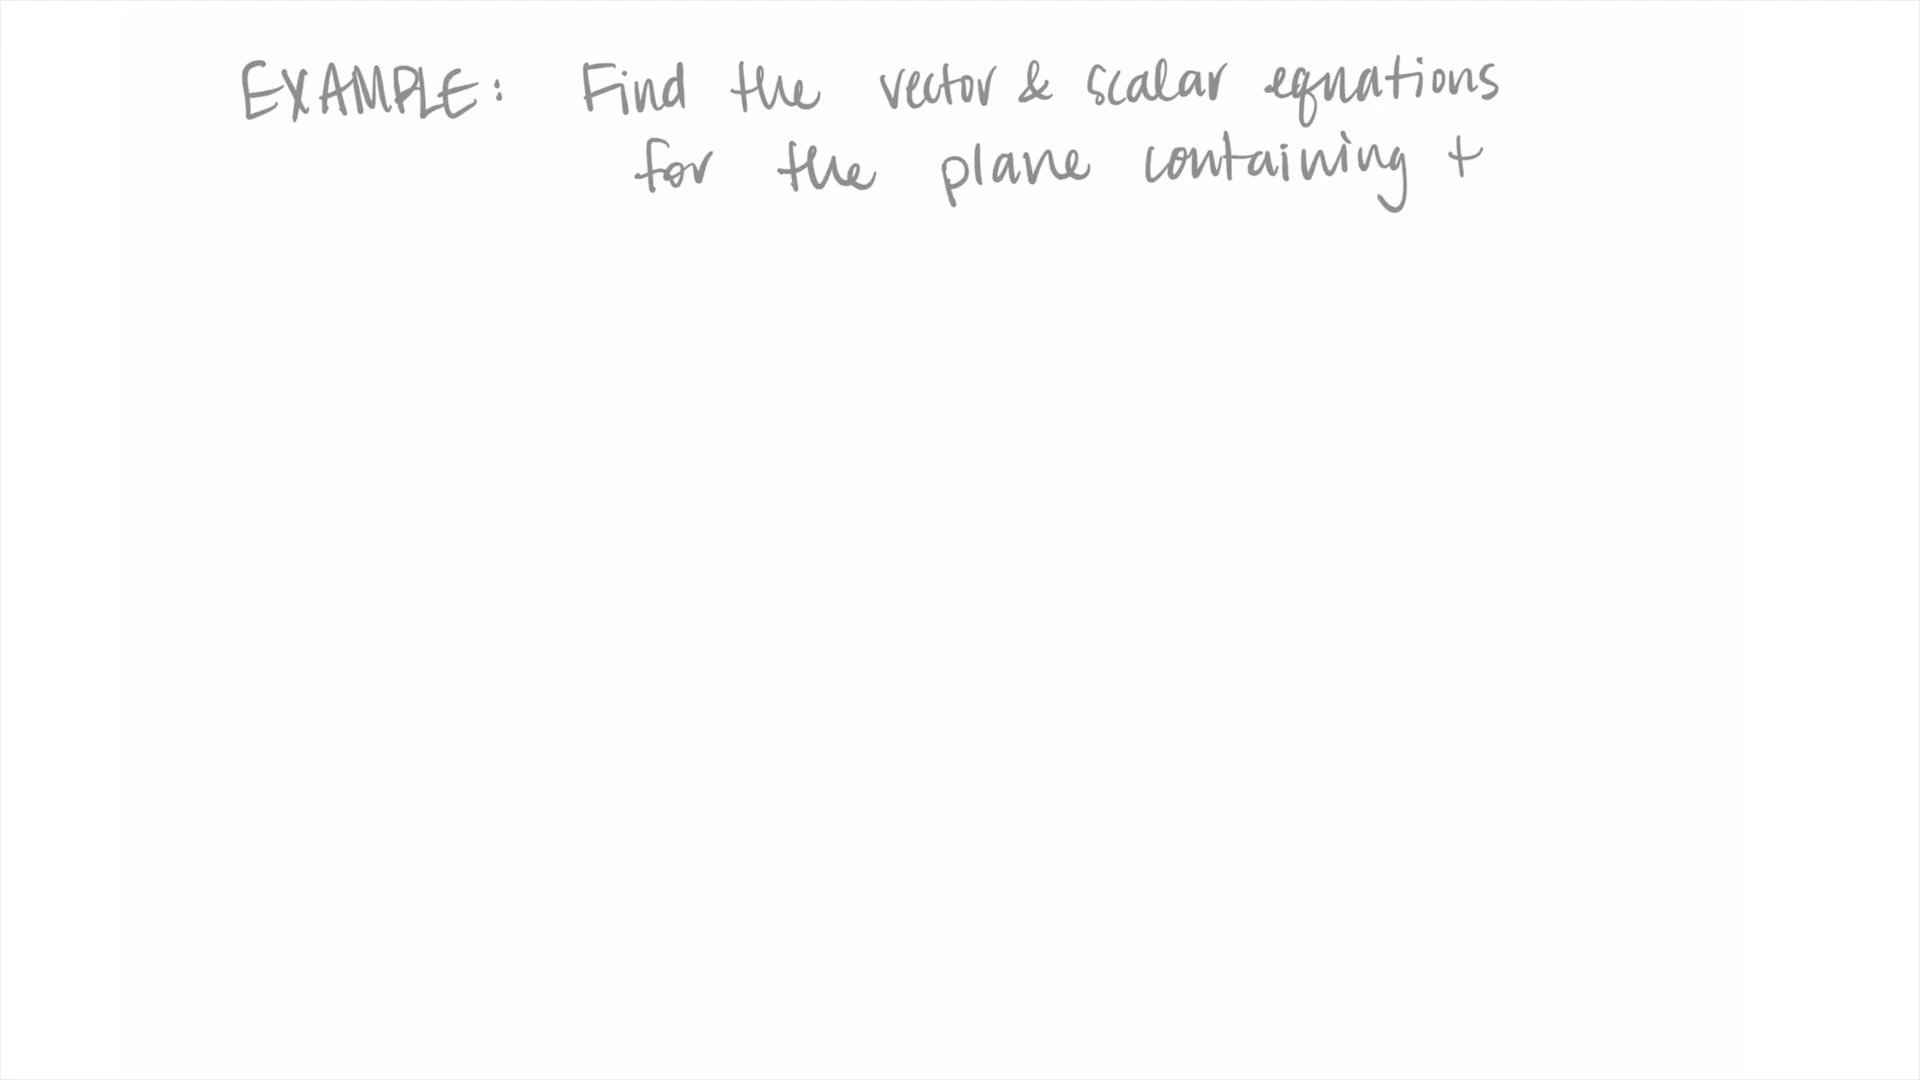 EXAMPLE: Find the vector & scalar equations
for the plane containing t